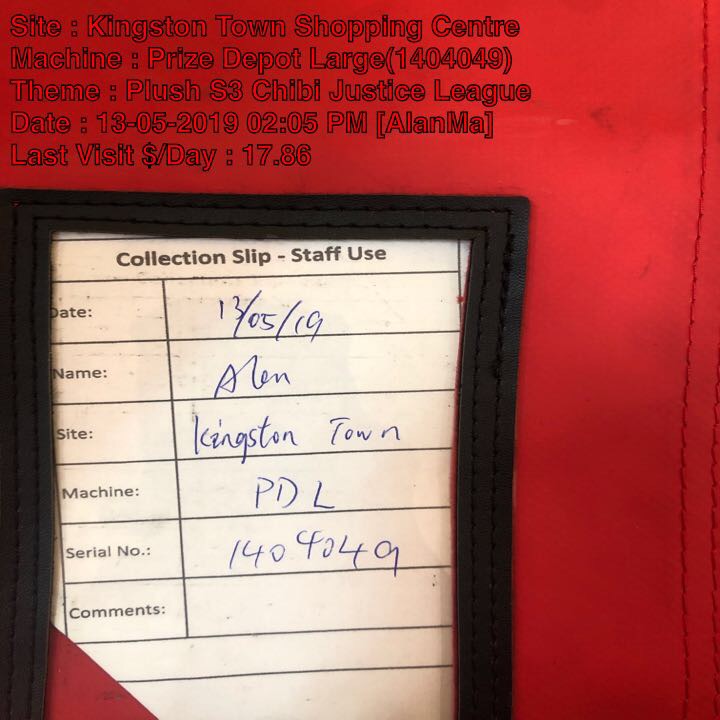 Site : Kingston Town Shopping Centre
Machine : Prize Depot Large(1404049)
Theme : Plush S3 Chibi Justice League
Date : 13-05-2019 02:05 PM [AlanMa]
Last Visit $/Day : 17.86
Collection Slip - Staff Use
Date: 13/05/19
Name: Alan
Site: Kingston Town
Machine: PDL
Serial No.: 1404049
Comments: